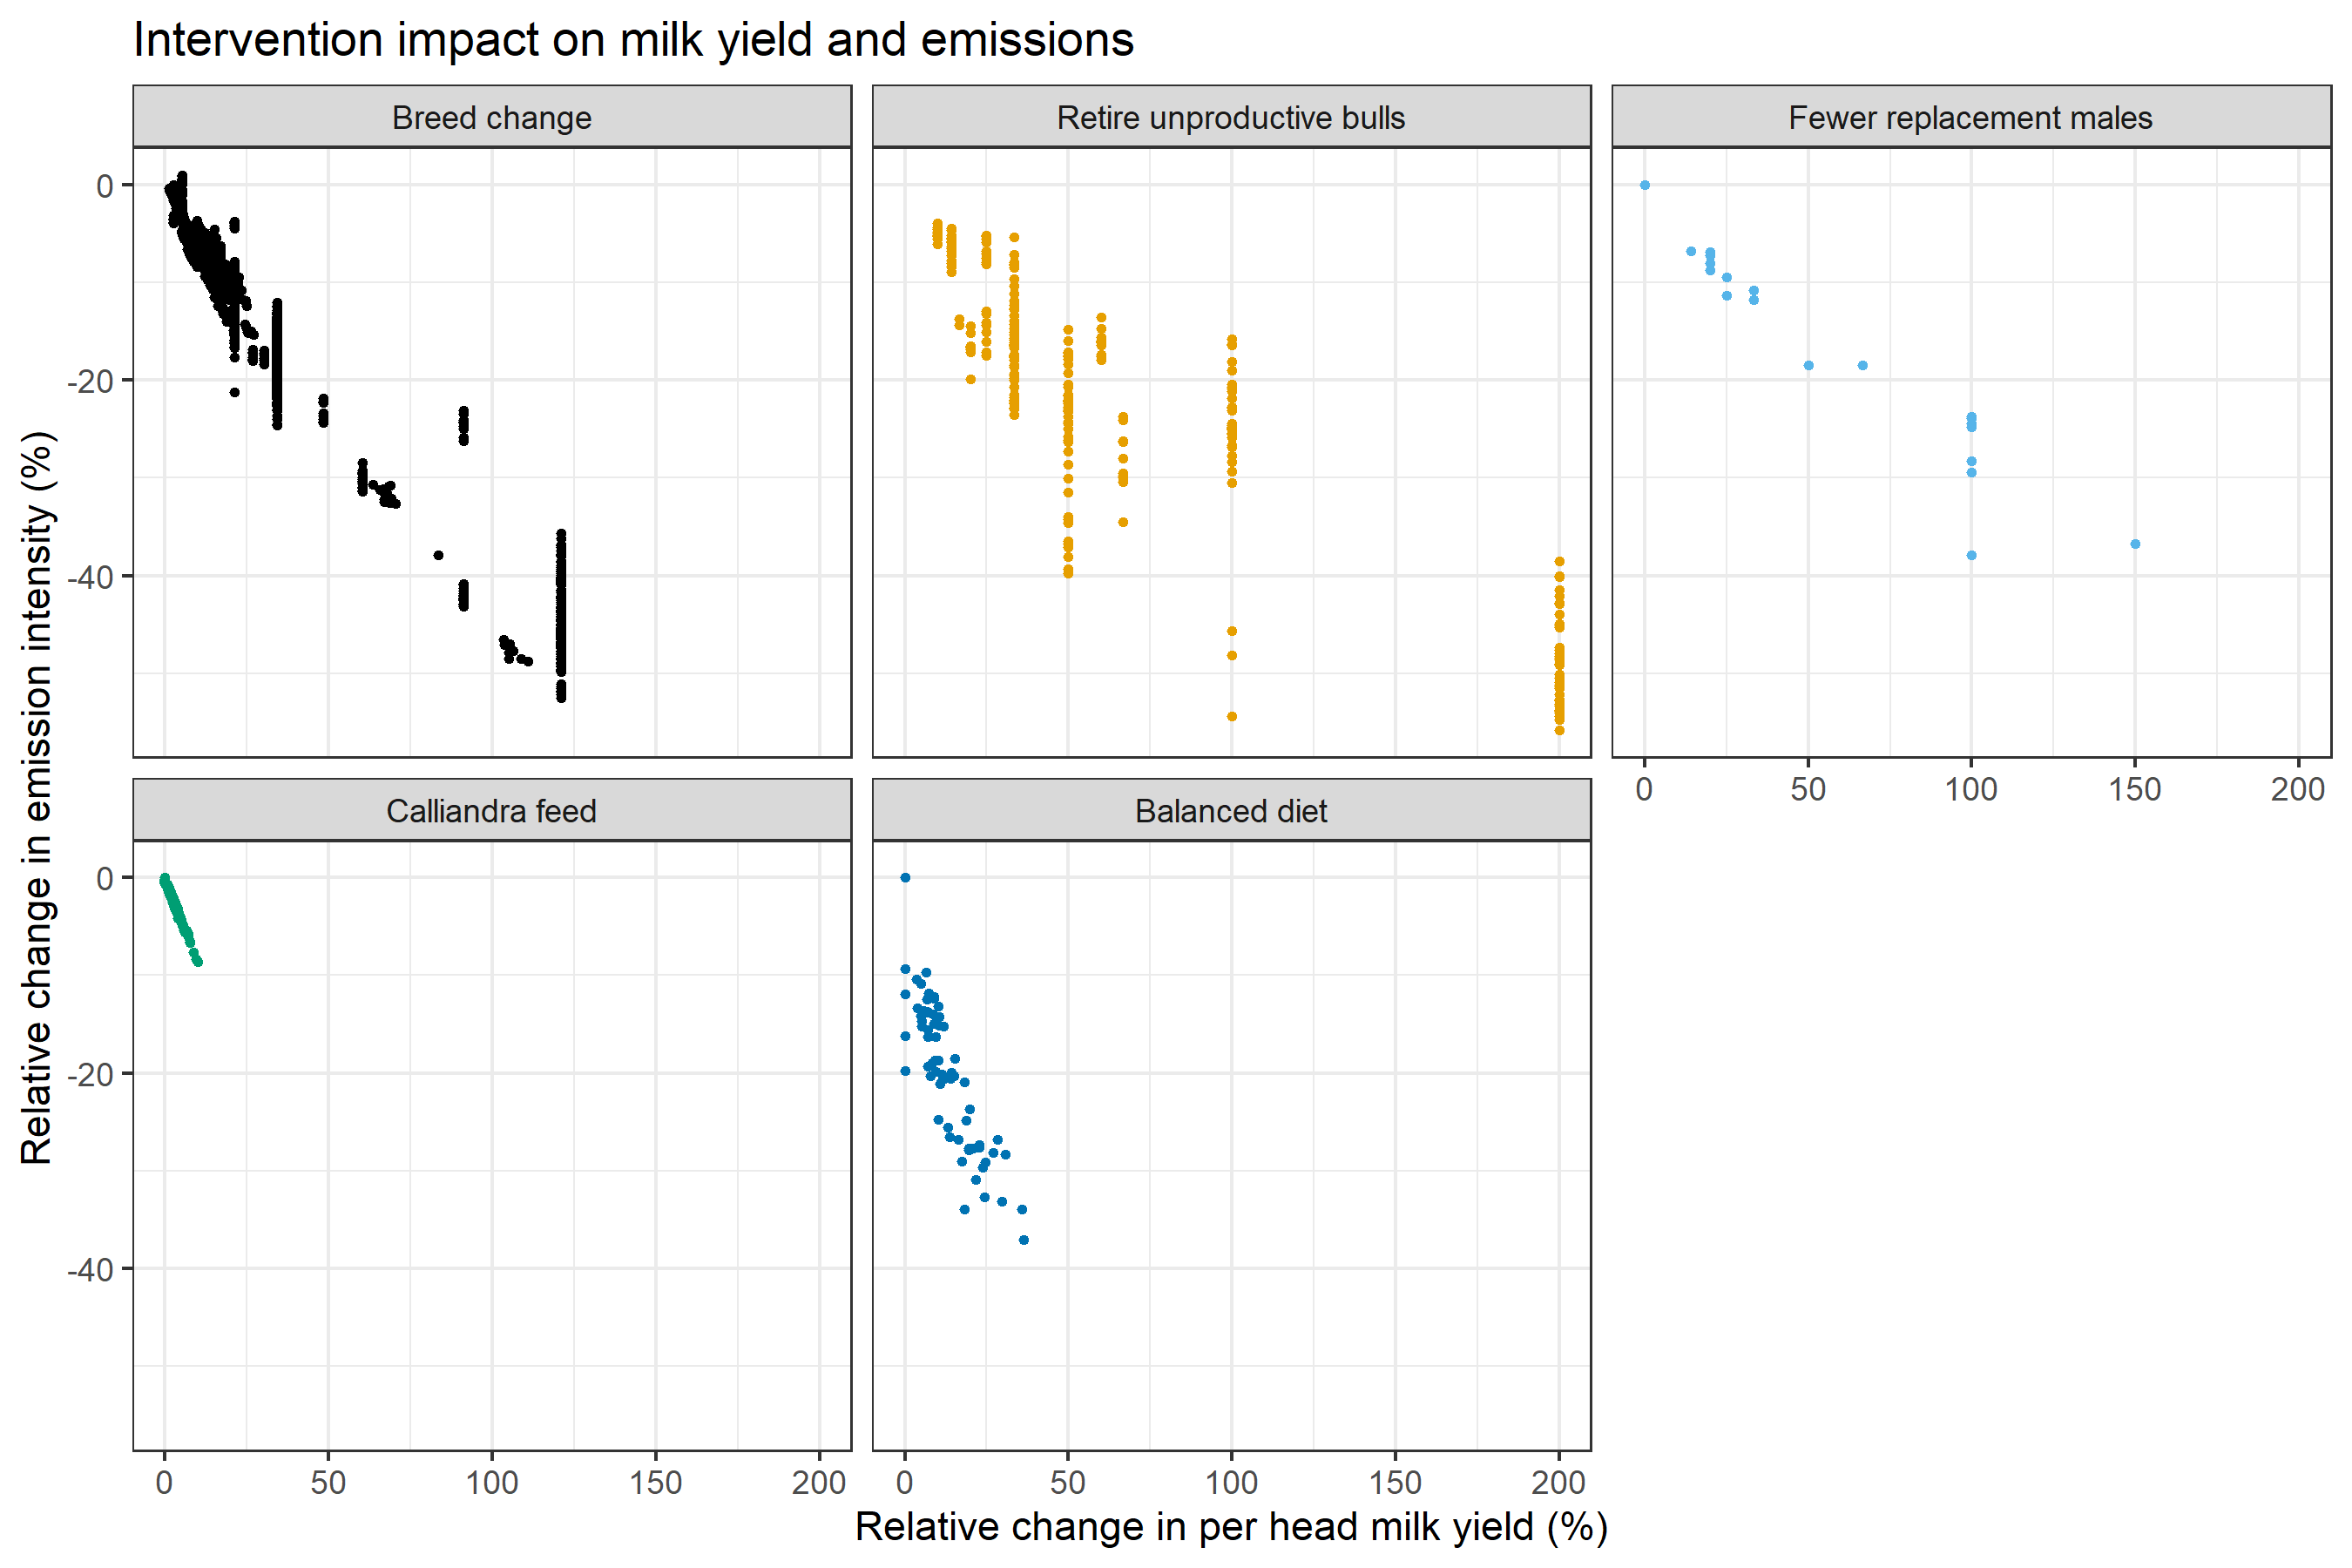 Intervention impact on milk yield and emissions
Breed change
Retire unproductive bulls
Fewer replacement males
0
-20
-40
0 50 100 150 200
Calliandra feed
Balanced diet
0
-20
-40
0 50 100 150 200
0 50 100 150 200
Relative change in per head milk yield (%)
Relative change in emission intensity (%)